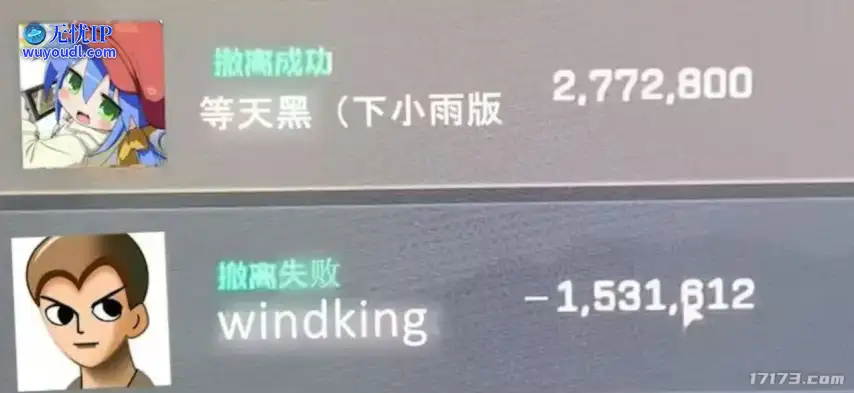 无忧IP
wuyoudl.com
撤离成功
等天黑（下小雨版
2,772,800
撤离失败
windking
-1,531,612
17173.com